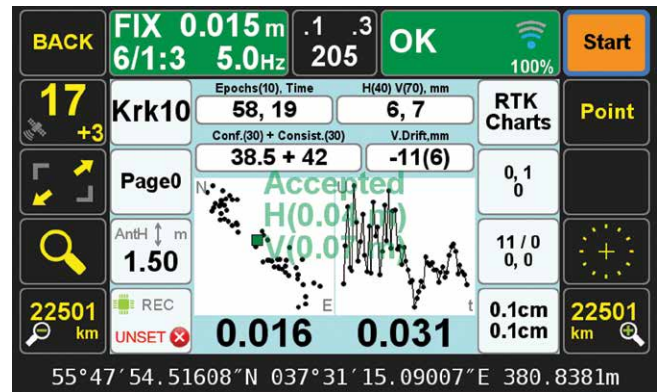 BACK
FIX 0.015 m
6/1:3 5.0Hz
.1 .3
205
OK
100%
Start
17
+3
Krk10
Epochs(10), Time
58, 19
H(40) V(70), mm
6, 7
Conf.(30) + Consist.(30)
38.5 + 42
V.Drift,mm
-11(6)
RTK
Charts
Point
Page0
N
Accepted
H(0.04 m)
V(0.07 m)
E
U
t
0, 1
0
AntH m
1.50
11 / 0
0, 0
22501
km
REC
UNSET
0.016
0.031
0.1cm
0.1cm
22501
km
55°47′54.51608″N 037°31′15.09007″E 380.8381m